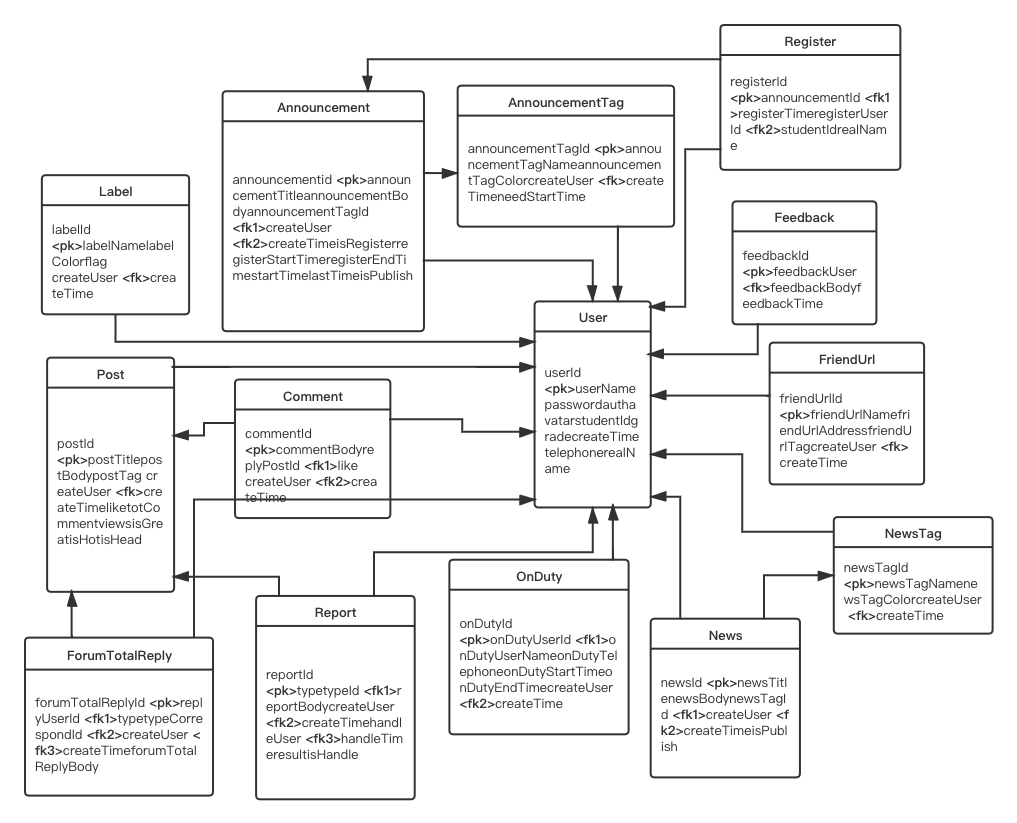 Register
registerId
<pk>announcementId <fk1
>registerTimeregisterUser
Id <fk2>studentIdrealNam
e
Announcement
announcementid <pk>announ
cementTitleannouncementBo
dyannouncementTagId
<fk1>createUser
<fk2>createTimeisRegisterre
gisterStartTimeregisterEndTi
mestartTimelastTimeisPublish
AnnouncementTag
announcementTagId <pk>annou
ncementTagNameannouncemen
tTagColorcreateUser <fk>create
TimeneedStartTime
Label
labelId
<pk>labelNamelabel
Colorflag
createUser <fk>crea
teTime
Feedback
feedbackId
<pk>feedbackUser
<fk>feedbackBodyf
eedbackTime
User
userId
<pk>userName
passwordautha
vatarstudentIdg
radecreateTime
telephonerealN
ame
FriendUrl
friendUrlId
<pk>friendUrlNamefri
endUrlAddressfriendU
rlTagcreateUser <fk>
createTime
Post
postId
<pk>postTitlepos
tBodypostTag cr
eateUser <fk>cre
ateTimeliketotCo
mmentviewsisGre
atisHotisHead
Comment
commentId
<pk>commentBodyre
plyPostId <fk1>like
createUser <fk2>crea
teTime
NewsTag
newsTagId
<pk>newsTagNamene
wsTagColorcreateUser
<fk>createTime
OnDuty
onDutyId
<pk>onDutyUserId <fk1>o
nDutyUserNameonDutyTel
ephoneonDutyStartTimeo
nDutyEndTimecreateUser
<fk2>createTime
Report
reportId
<pk>typetypeId <fk1>r
eportBodycreateUser
<fk2>createTimehandl
eUser <fk3>handleTim
eresultisHandle
News
newsId <pk>newsTitl
enewsBodynewsTagI
d <fk1>createUser <f
k2>createTimeisPubl
ish
ForumTotalReply
forumTotalReplyId <pk>repl
yUserId <fk1>typetypeCorre
spondId <fk2>createUser <
fk3>createTimeforumTotal
ReplyBody